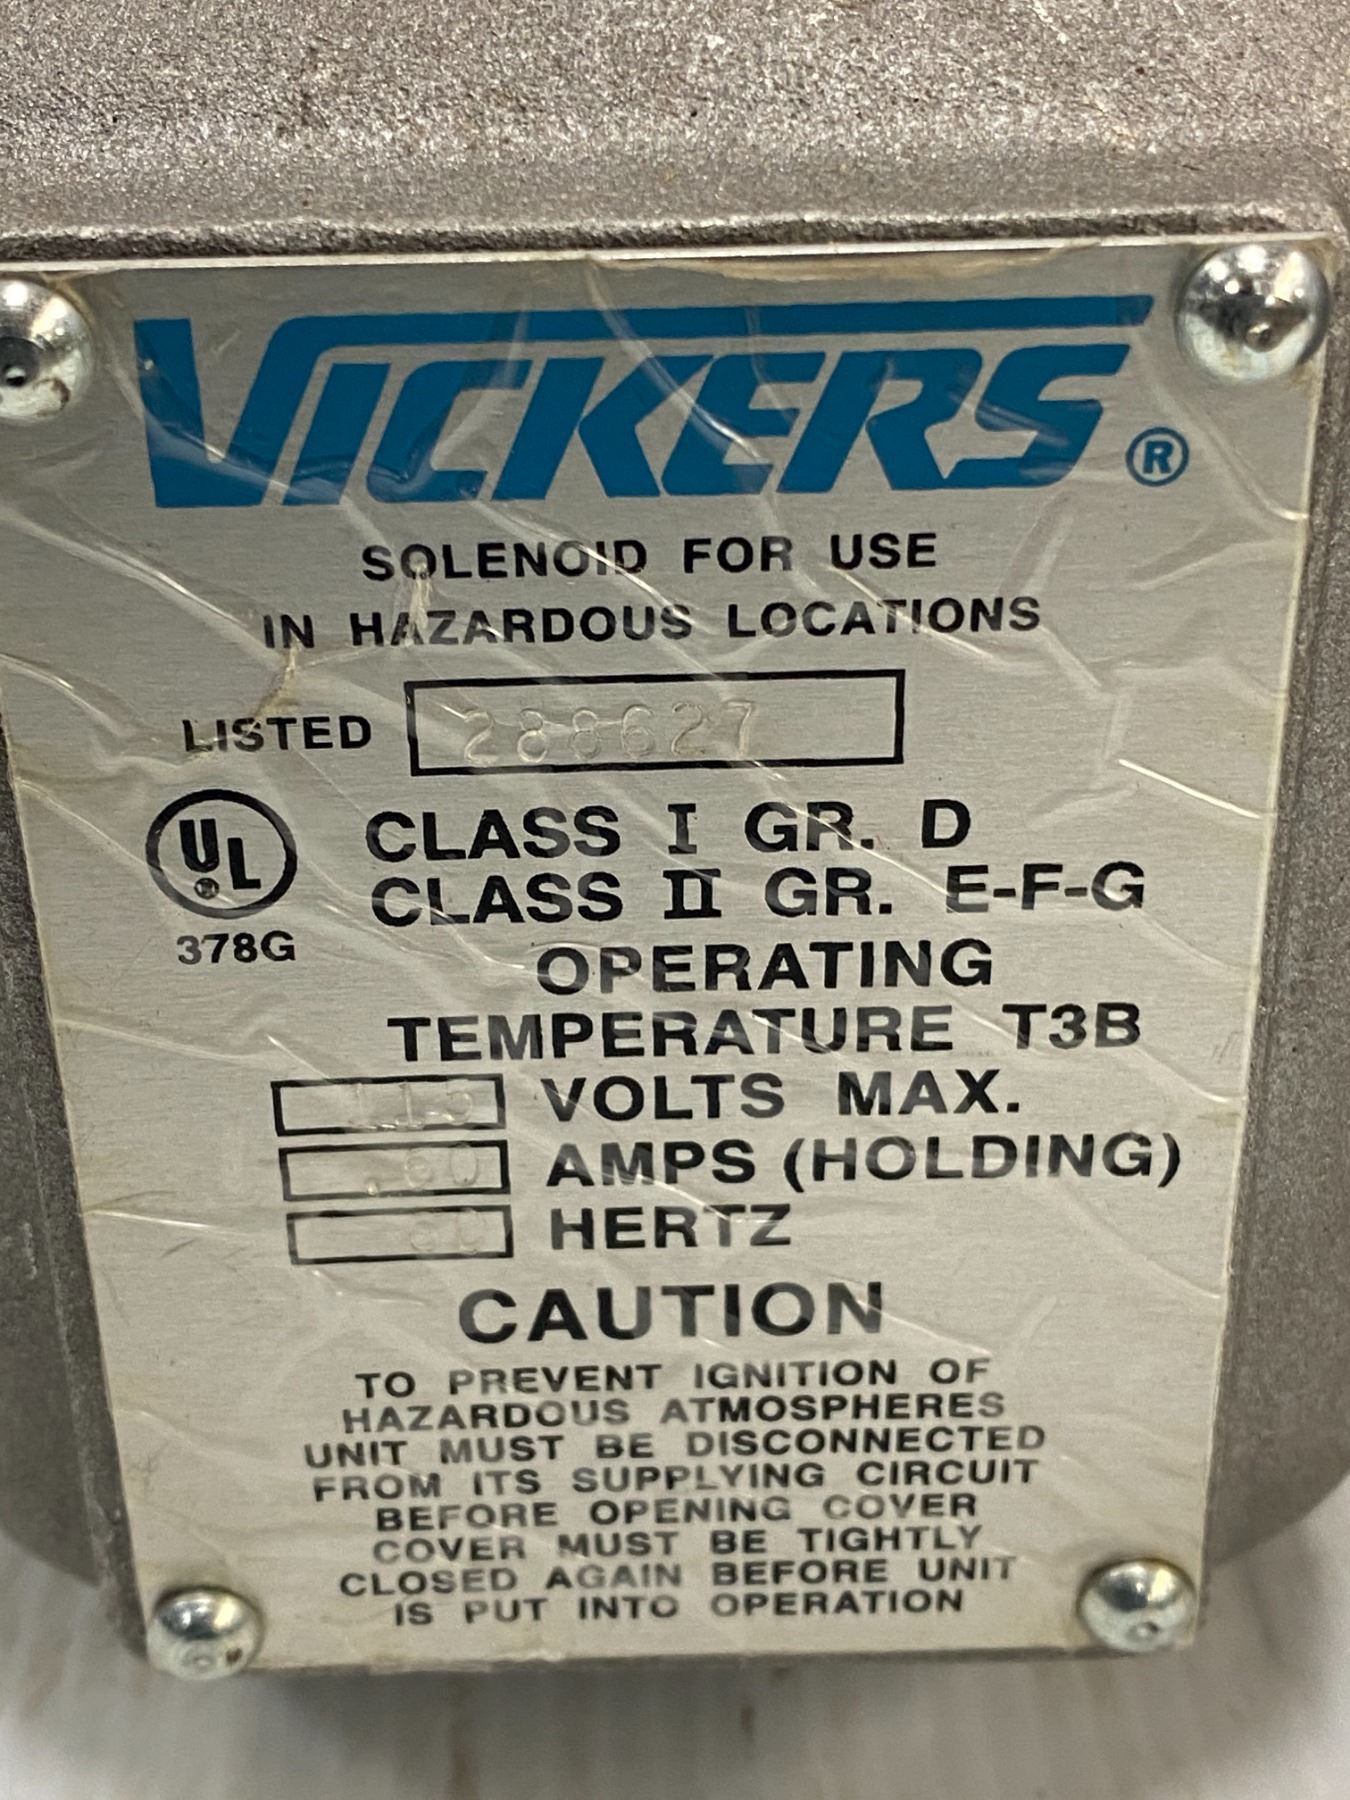 VICKERS®
SOLENOID FOR USE
IN HAZARDOUS LOCATIONS
LISTED 288627
UL® CLASS I GR. D
CLASS II GR. E-F-G
378G
OPERATING
TEMPERATURE T3B
115 VOLTS MAX.
.60 AMPS (HOLDING)
HERTZ
CAUTION
TO PREVENT IGNITION OF
HAZARDOUS ATMOSPHERES
UNIT MUST BE DISCONNECTED
FROM ITS SUPPLYING CIRCUIT
BEFORE OPENING COVER
COVER MUST BE TIGHTLY
CLOSED AGAIN BEFORE UNIT
IS PUT INTO OPERATION